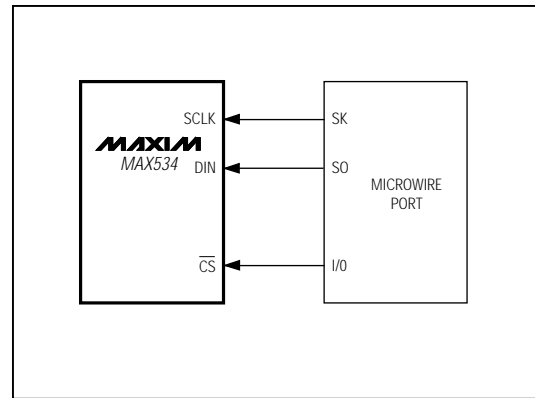 SCLK
SK
MAXIM
MAX534
DIN
SO
MICROWIRE
PORT
CS
I/0